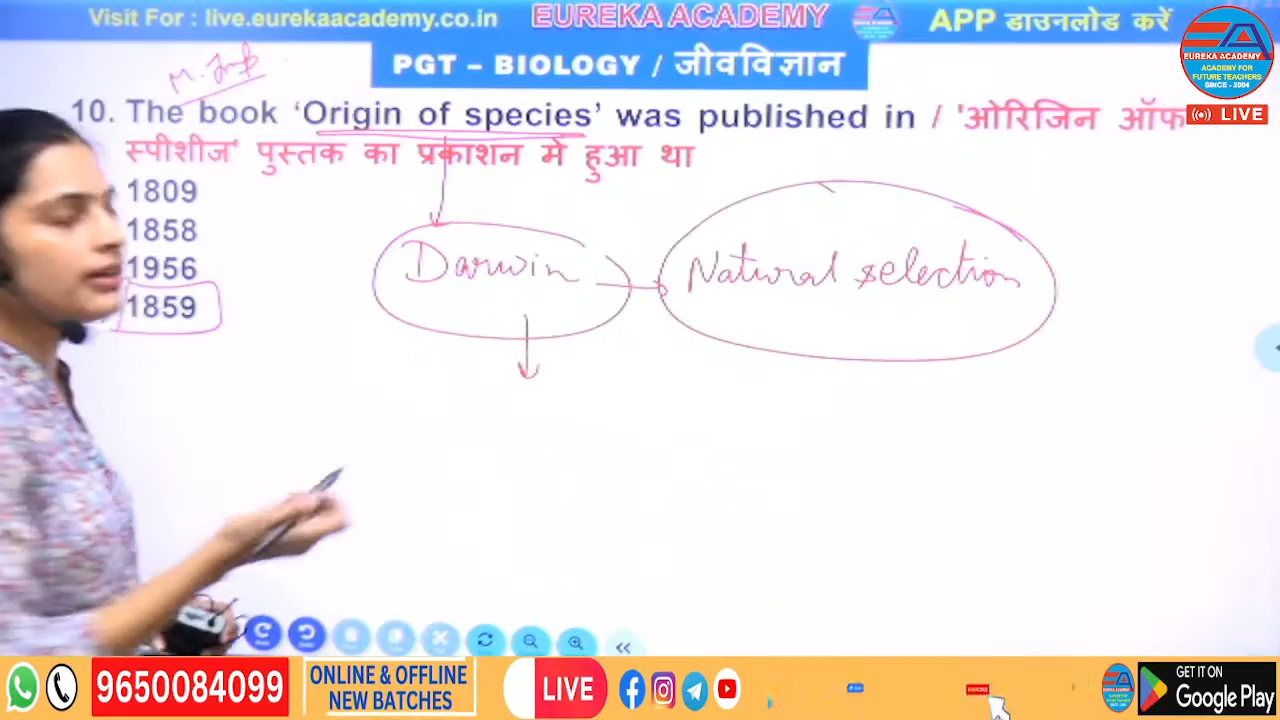 Visit For : live.eurekaacademy.co.in EUREKA ACADEMY APP डाउनलोड करें
EUREKA ACADEMY
ACADEMY FOR
FUTURE TEACHERS
SINCE - 2004
PGT – BIOLOGY / जीवविज्ञान
LIVE
M. Imp
10. The book ‘Origin of species’ was published in / 'ओरिजिन ऑफ
स्पीशीज' पुस्तक का प्रकाशन में हुआ था
1809
1858
1956
1859
Darwin
Natural selection
9650084099
ONLINE & OFFLINE
NEW BATCHES
LIVE
GET IT ON
Google Play